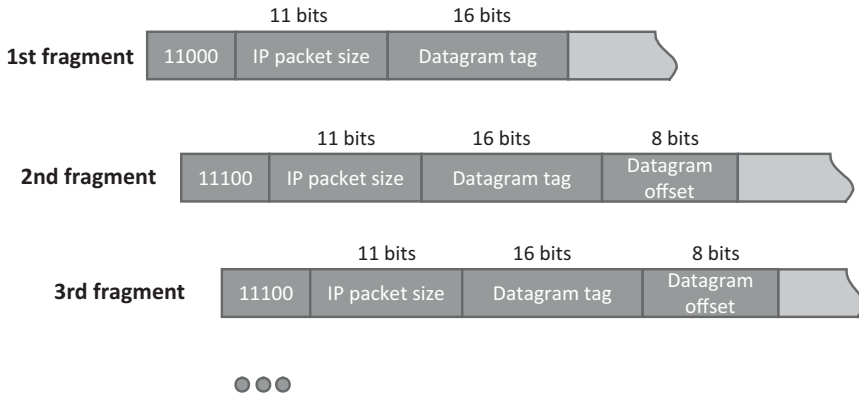 11 bits 16 bits
1st fragment 11000 IP packet size Datagram tag
11 bits 16 bits 8 bits
2nd fragment 11100 IP packet size Datagram tag Datagram
offset
11 bits 16 bits 8 bits
3rd fragment 11100 IP packet size Datagram tag Datagram
offset